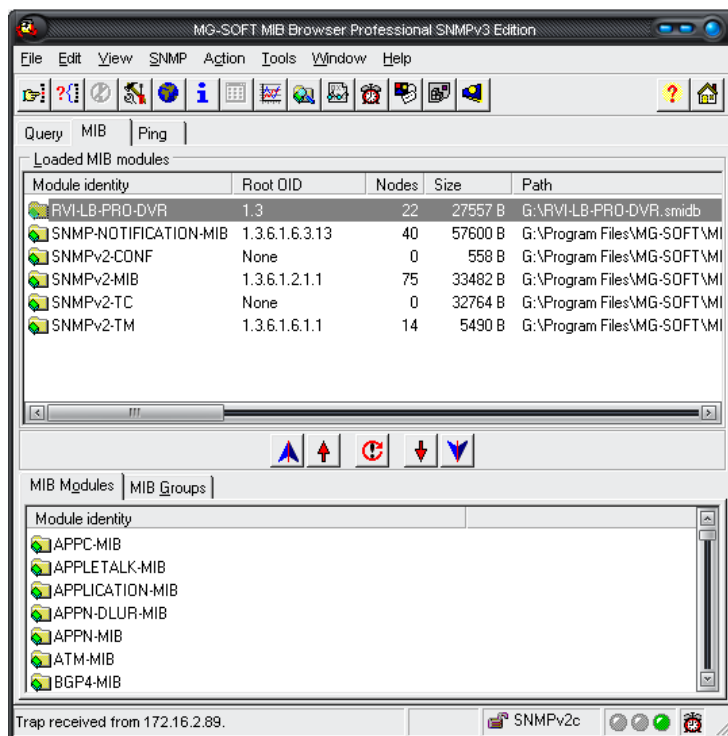 MG-SOFT MIB Browser Professional SNMPv3 Edition
File Edit View SNMP Action Tools Window Help
Query MIB Ping
Loaded MIB modules
Module identity Root OID Nodes Size Path
RVI-LB-PRO-DVR 1.3 22 27557 B G:\RVI-LB-PRO-DVR.smidb
SNMP-NOTIFICATION-MIB 1.3.6.1.6.3.13 40 57600 B G:\Program Files\MG-SOFT\MI
SNMPv2-CONF None 0 558 B G:\Program Files\MG-SOFT\MI
SNMPv2-MIB 1.3.6.1.2.1.1 75 33482 B G:\Program Files\MG-SOFT\MI
SNMPv2-TC None 0 32764 B G:\Program Files\MG-SOFT\MI
SNMPv2-TM 1.3.6.1.6.1.1 14 5490 B G:\Program Files\MG-SOFT\MI
MIB Modules MIB Groups
Module identity
APPC-MIB
APPLETALK-MIB
APPLICATION-MIB
APPN-DLUR-MIB
APPN-MIB
ATM-MIB
BGP4-MIB
Trap received from 172.16.2.89. SNMPv2c